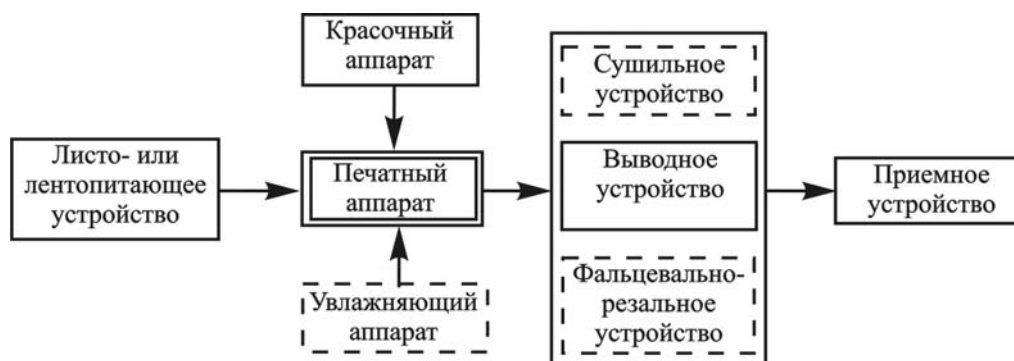 Красочный
аппарат
Листо- или
лентопитающее
устройство
Печатный
аппарат
Увлажняющий
аппарат
Сушильное
устройство
Выводное
устройство
Фальцевально-
резальное
устройство
Приемное
устройство